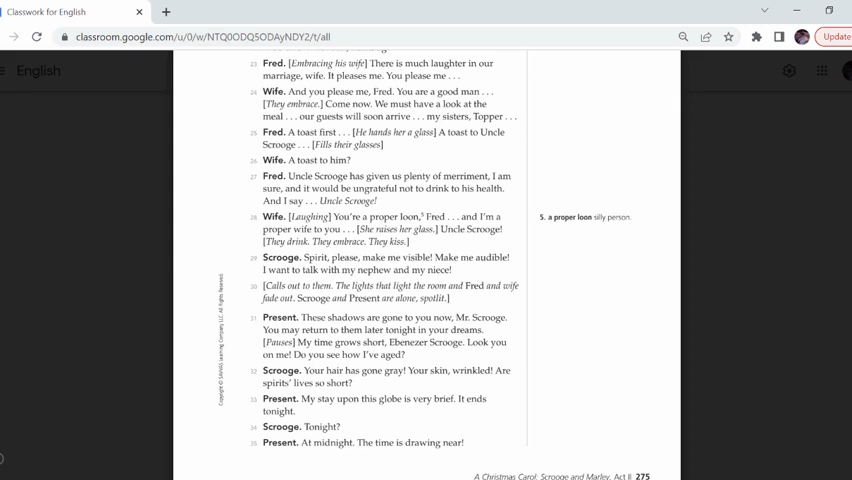 Classwork for English
classroom.google.com/u/0/w/NTQ0ODQ5ODAyNDY2/t/all
Update
English
23 Fred. [Embracing his wife] There is much laughter in our
marriage, wife. It pleases me. You please me . . .
24 Wife. And you please me, Fred. You are a good man . . .
[They embrace.] Come now. We must have a look at the
meal . . . our guests will soon arrive . . . my sisters, Topper . . .
25 Fred. A toast first . . . [He hands her a glass] A toast to Uncle
Scrooge . . . [Fills their glasses]
26 Wife. A toast to him?
27 Fred. Uncle Scrooge has given us plenty of merriment, I am
sure, and it would be ungrateful not to drink to his health.
And I say . . . Uncle Scrooge!
28 Wife. [Laughing] You're a proper loon,5 Fred . . . and I'm a
proper wife to you . . . [She raises her glass.] Uncle Scrooge!
[They drink. They embrace. They kiss.]
5. a proper loon silly person.
29 Scrooge. Spirit, please, make me visible! Make me audible!
I want to talk with my nephew and my niece!
30 [Calls out to them. The lights that light the room and Fred and wife
fade out. Scrooge and Present are alone, spotlit.]
31 Present. These shadows are gone to you now, Mr. Scrooge.
You may return to them later tonight in your dreams.
[Pauses] My time grows short, Ebenezer Scrooge. Look you
on me! Do you see how I've aged?
32 Scrooge. Your hair has gone gray! Your skin, wrinkled! Are
spirits' lives so short?
33 Present. My stay upon this globe is very brief. It ends
tonight.
34 Scrooge. Tonight?
35 Present. At midnight. The time is drawing near!
Copyright © SAVVAS Learning Company LLC. All Rights Reserved.
A Christmas Carol: Scrooge and Marley, Act II 275